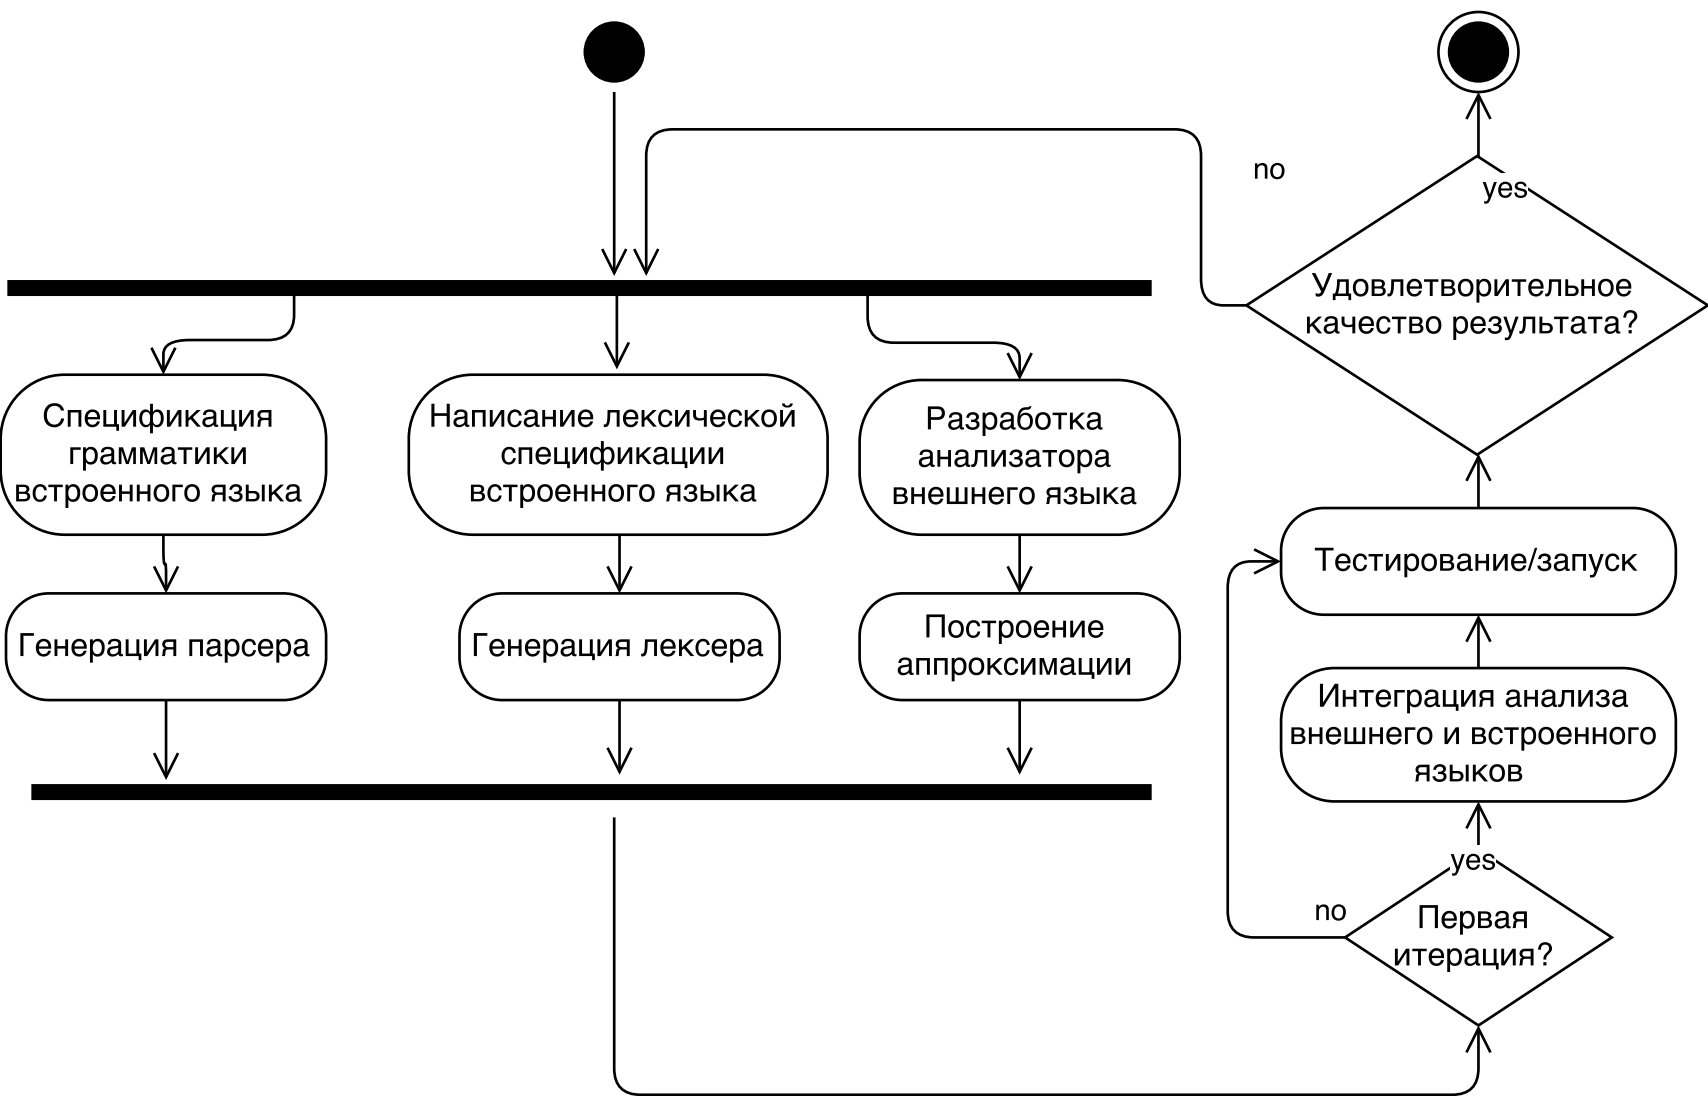 no
yes
Удовлетворительное
качество результата?
Спецификация
грамматики
встроенного языка
Написание лексической
спецификации
встроенного языка
Разработка
анализатора
внешнего языка
Тестирование/запуск
Генерация парсера
Генерация лексера
Построение
аппроксимации
Интеграция анализа
внешнего и встроенного
языков
yes
no
Первая
итерация?